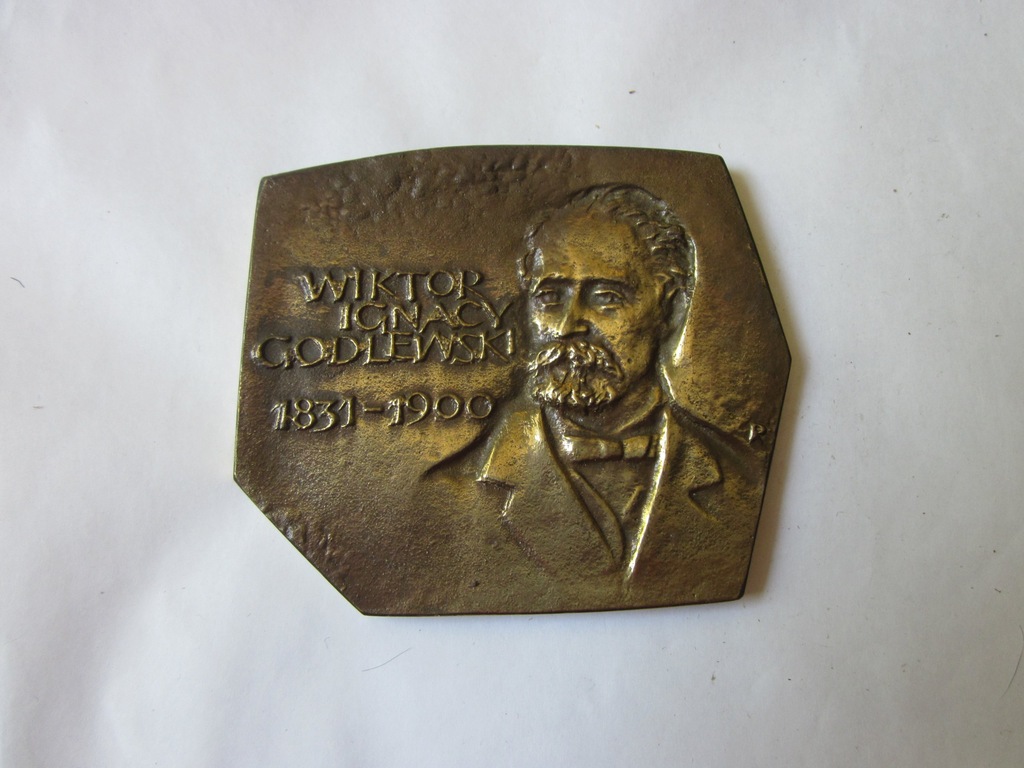 WIKTOR
IGNACY
GODLEWSKI
1831-1900
R